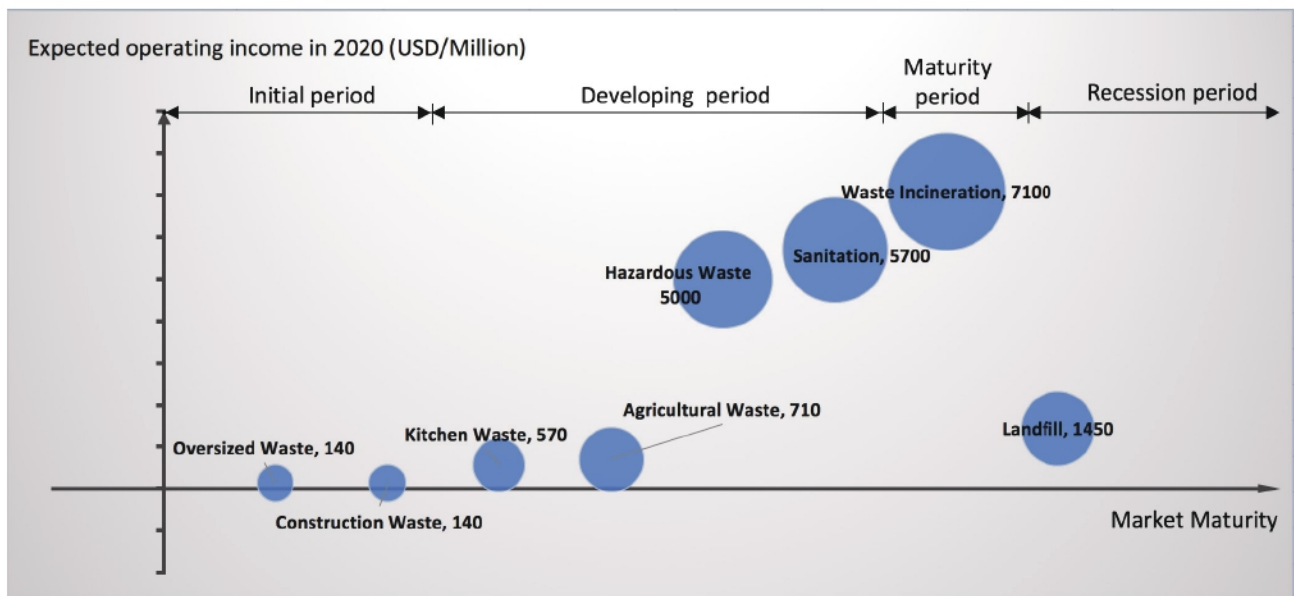 Expected operating income in 2020 (USD/Million)
Initial period
Developing period
Maturity
period
Recession period
Waste Incineration, 7100
Sanitation, 5700
Hazardous Waste
5000
Agricultural Waste, 710
Kitchen Waste, 570
Landfill, 1450
Oversized Waste, 140
Construction Waste, 140
Market Maturity